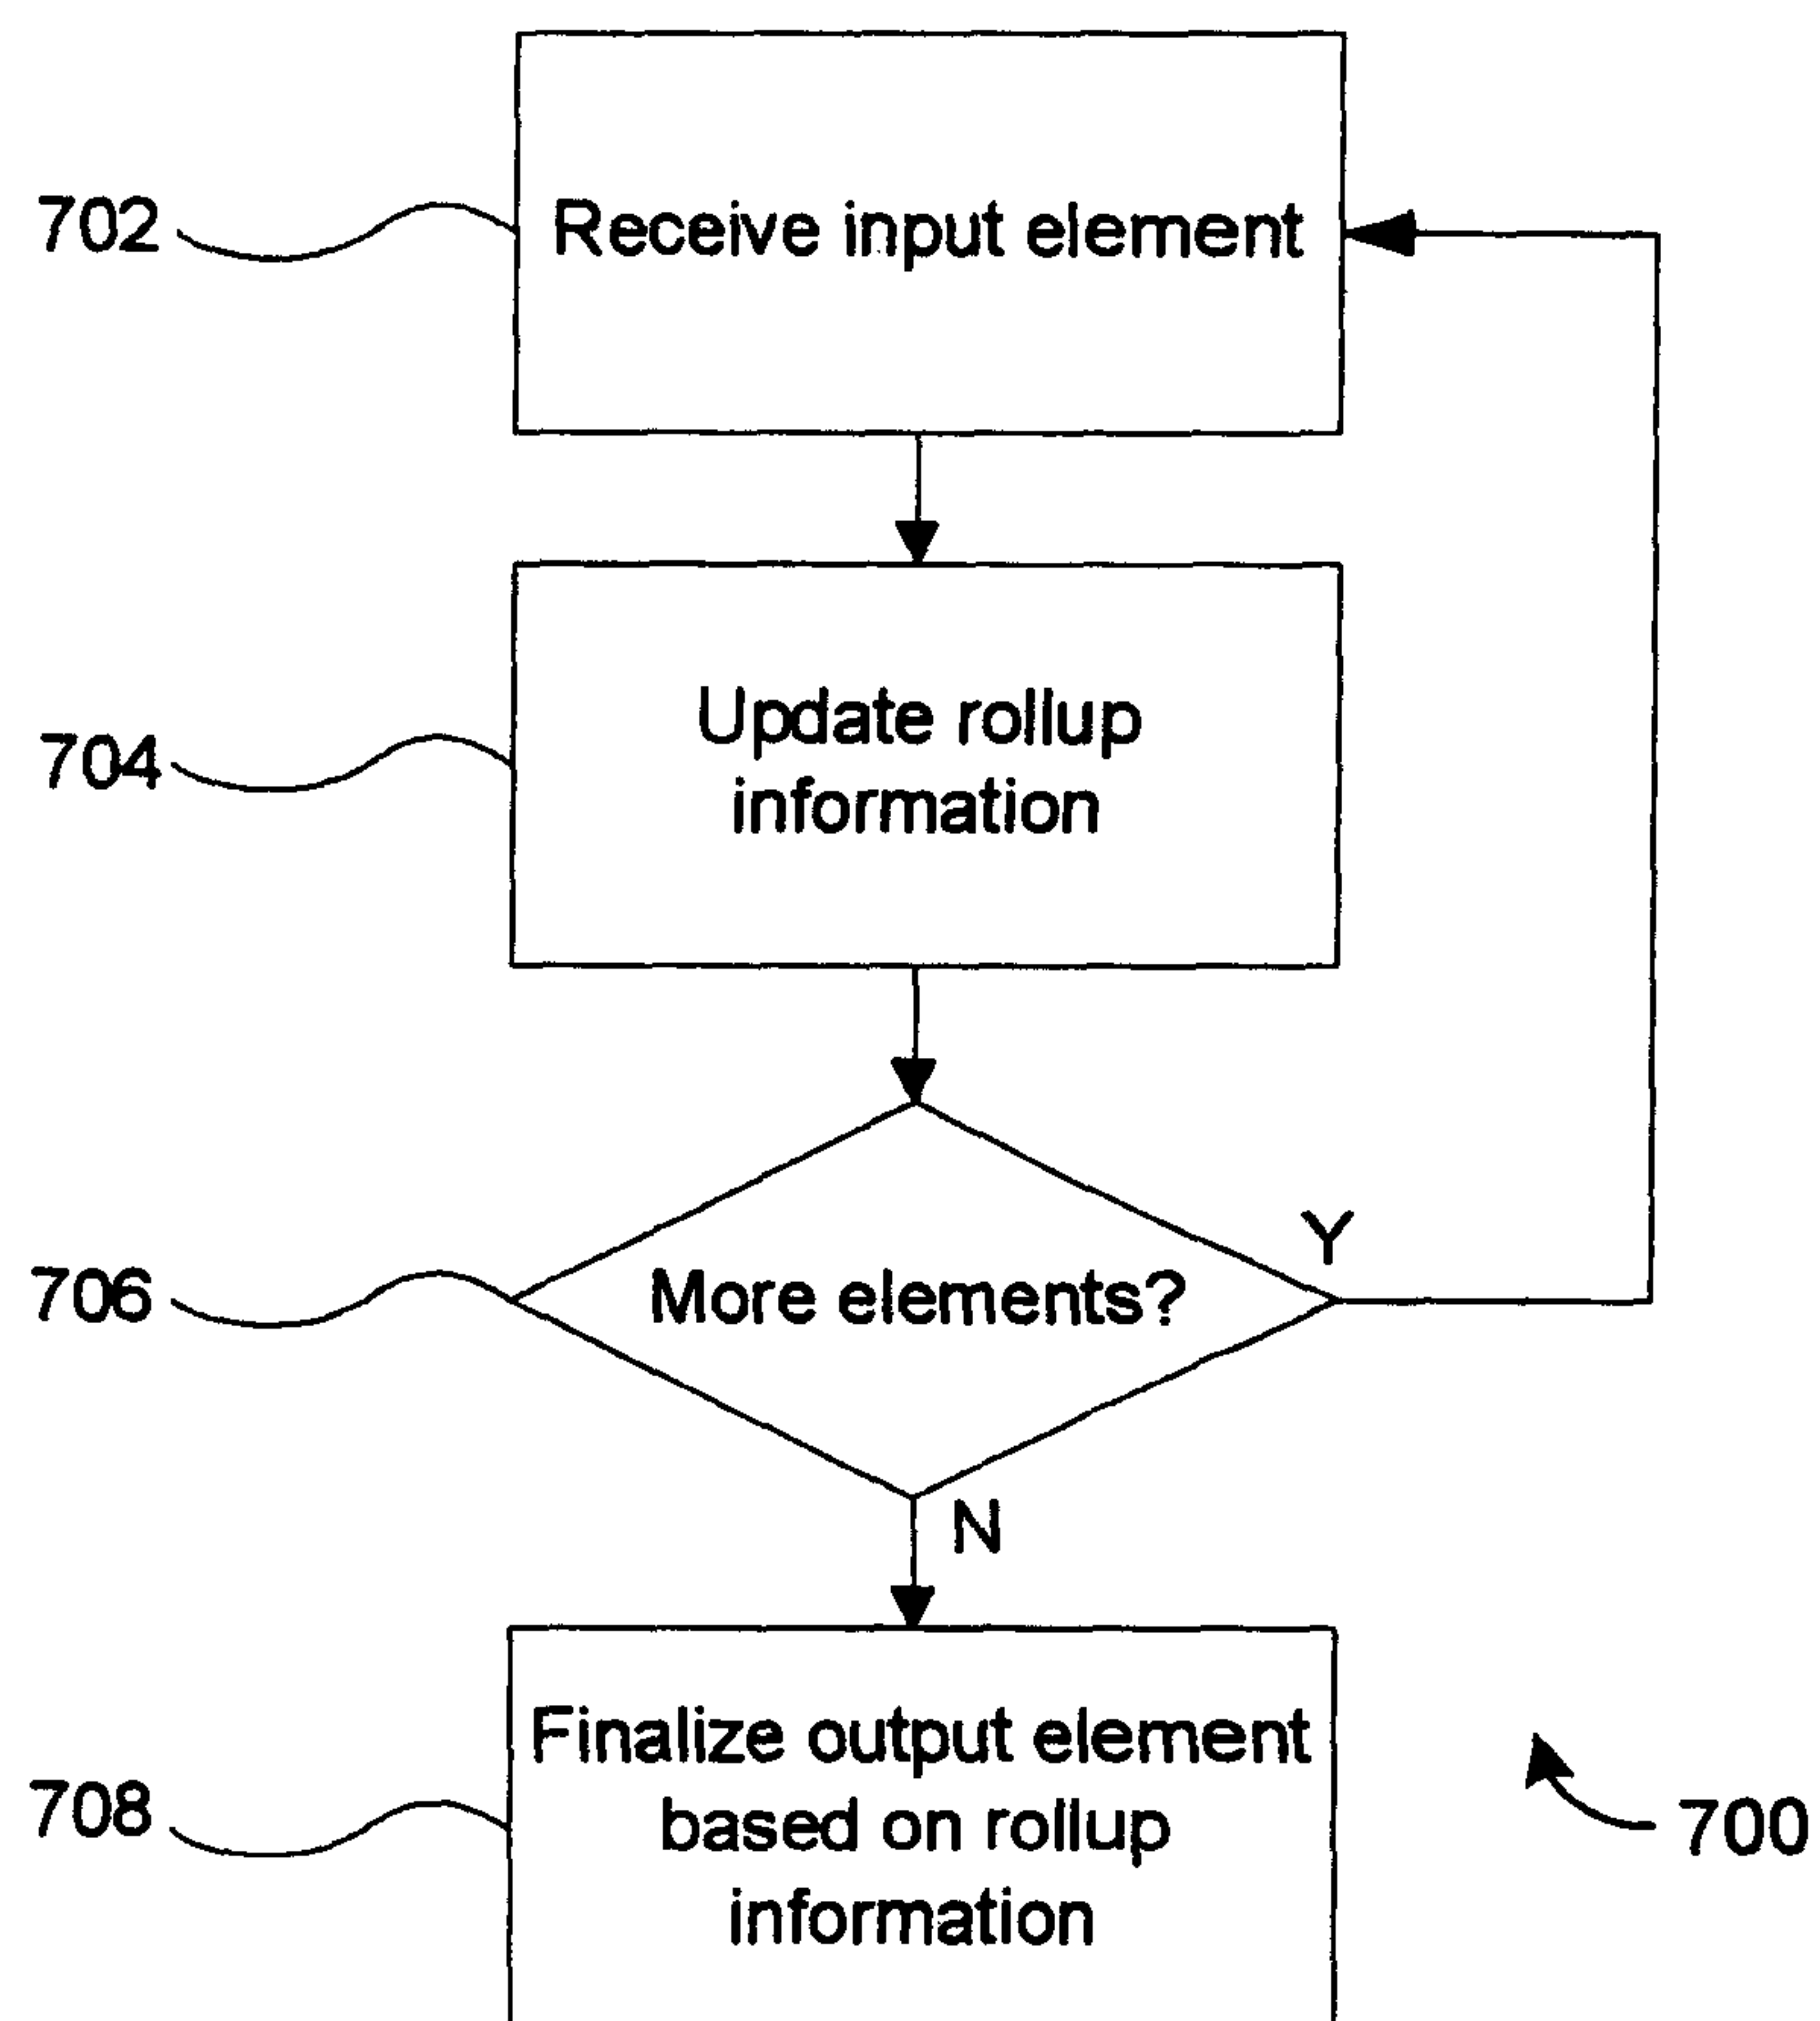 702
Receive input element
704
Update rollup
information
706
More elements?
Y
N
708
Finalize output element
based on rollup
information
700